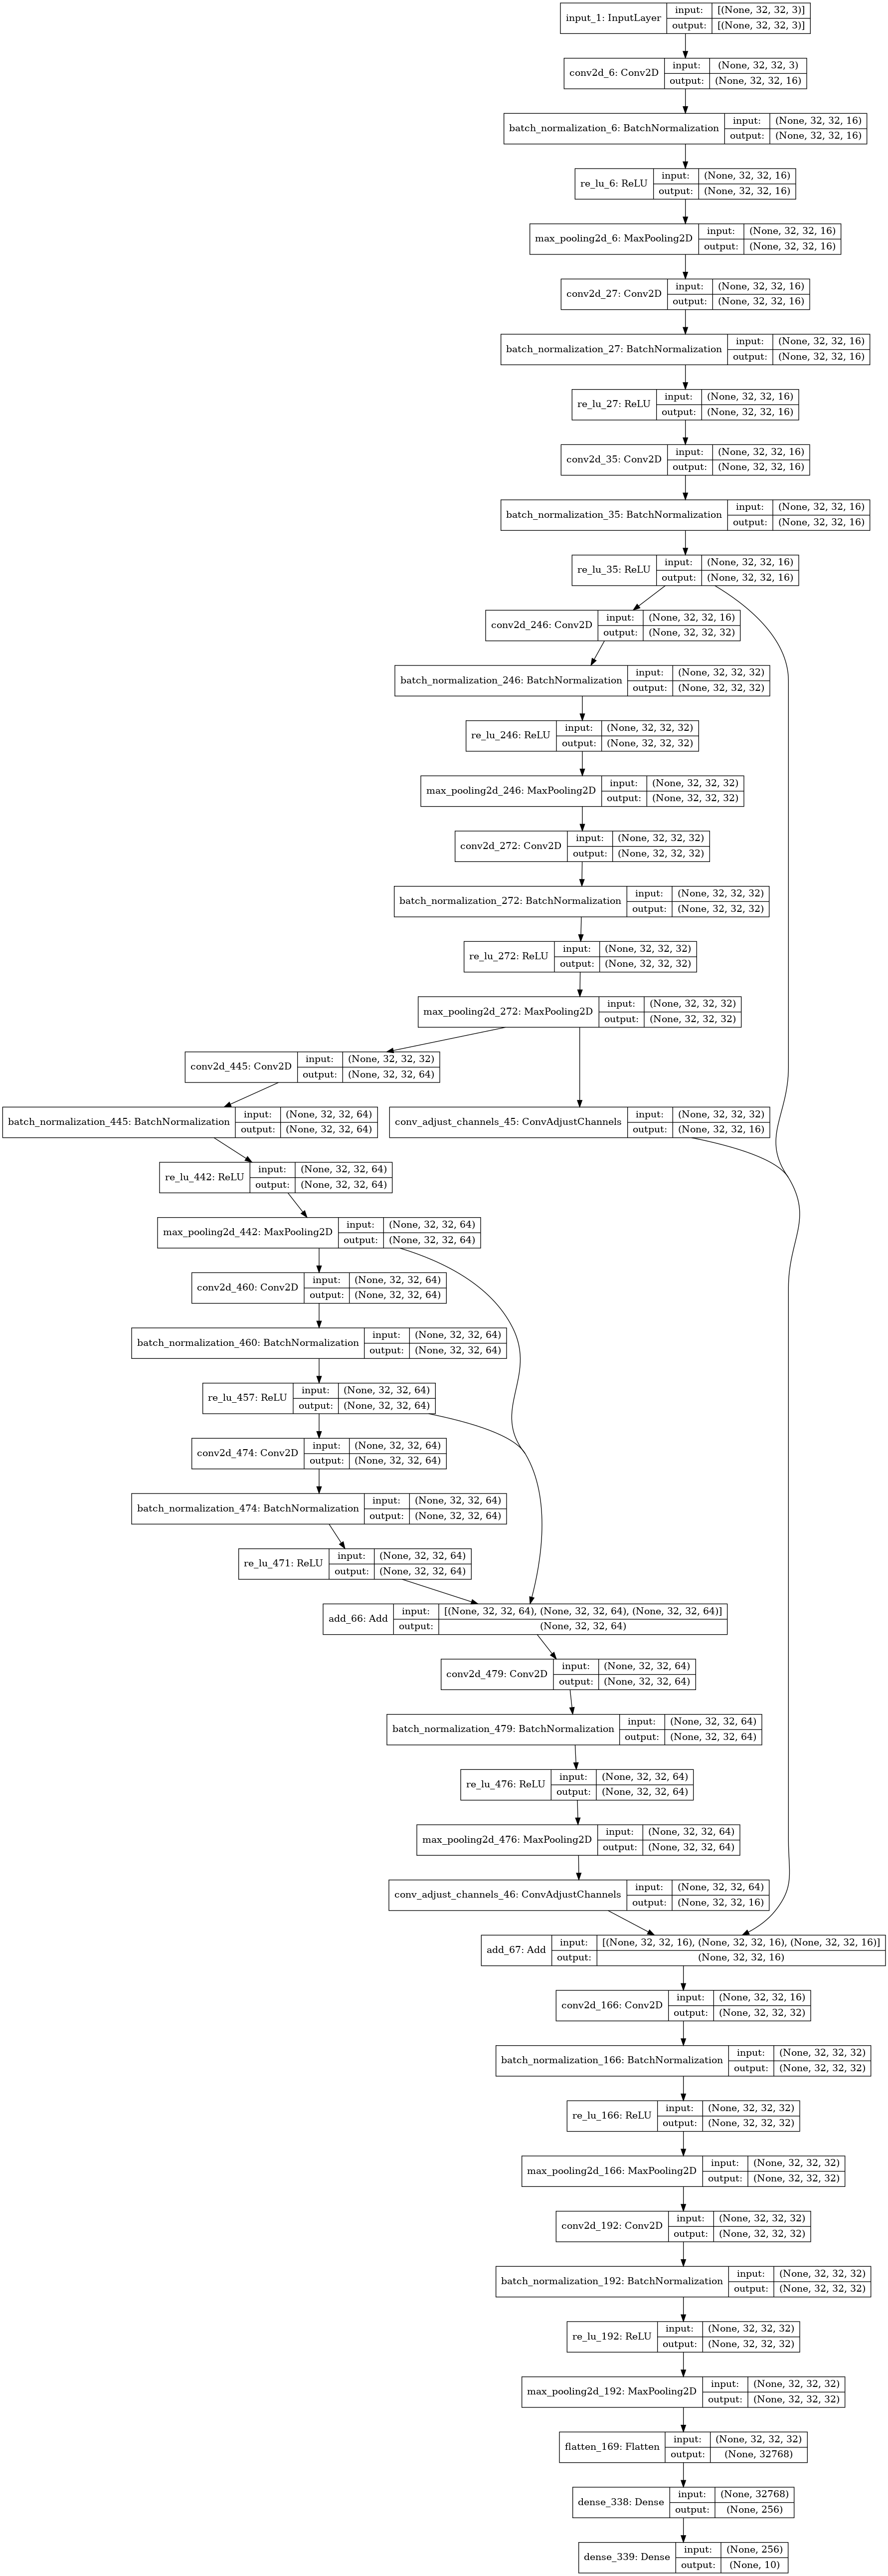 input_1: InputLayer
input: [(None, 32, 32, 3)]
output: [(None, 32, 32, 3)]
conv2d_6: Conv2D
input: (None, 32, 32, 3)
output: (None, 32, 32, 16)
batch_normalization_6: BatchNormalization
input: (None, 32, 32, 16)
output: (None, 32, 32, 16)
re_lu_6: ReLU
input: (None, 32, 32, 16)
output: (None, 32, 32, 16)
max_pooling2d_6: MaxPooling2D
input: (None, 32, 32, 16)
output: (None, 32, 32, 16)
conv2d_27: Conv2D
input: (None, 32, 32, 16)
output: (None, 32, 32, 16)
batch_normalization_27: BatchNormalization
input: (None, 32, 32, 16)
output: (None, 32, 32, 16)
re_lu_27: ReLU
input: (None, 32, 32, 16)
output: (None, 32, 32, 16)
conv2d_35: Conv2D
input: (None, 32, 32, 16)
output: (None, 32, 32, 16)
batch_normalization_35: BatchNormalization
input: (None, 32, 32, 16)
output: (None, 32, 32, 16)
re_lu_35: ReLU
input: (None, 32, 32, 16)
output: (None, 32, 32, 16)
conv2d_246: Conv2D
input: (None, 32, 32, 16)
output: (None, 32, 32, 32)
batch_normalization_246: BatchNormalization
input: (None, 32, 32, 32)
output: (None, 32, 32, 32)
re_lu_246: ReLU
input: (None, 32, 32, 32)
output: (None, 32, 32, 32)
max_pooling2d_246: MaxPooling2D
input: (None, 32, 32, 32)
output: (None, 32, 32, 32)
conv2d_272: Conv2D
input: (None, 32, 32, 32)
output: (None, 32, 32, 32)
batch_normalization_272: BatchNormalization
input: (None, 32, 32, 32)
output: (None, 32, 32, 32)
re_lu_272: ReLU
input: (None, 32, 32, 32)
output: (None, 32, 32, 32)
max_pooling2d_272: MaxPooling2D
input: (None, 32, 32, 32)
output: (None, 32, 32, 32)
conv2d_445: Conv2D
input: (None, 32, 32, 32)
output: (None, 32, 32, 64)
batch_normalization_445: BatchNormalization
input: (None, 32, 32, 64)
output: (None, 32, 32, 64)
conv_adjust_channels_45: ConvAdjustChannels
input: (None, 32, 32, 32)
output: (None, 32, 32, 16)
re_lu_442: ReLU
input: (None, 32, 32, 64)
output: (None, 32, 32, 64)
max_pooling2d_442: MaxPooling2D
input: (None, 32, 32, 64)
output: (None, 32, 32, 64)
conv2d_460: Conv2D
input: (None, 32, 32, 64)
output: (None, 32, 32, 64)
batch_normalization_460: BatchNormalization
input: (None, 32, 32, 64)
output: (None, 32, 32, 64)
re_lu_457: ReLU
input: (None, 32, 32, 64)
output: (None, 32, 32, 64)
conv2d_474: Conv2D
input: (None, 32, 32, 64)
output: (None, 32, 32, 64)
batch_normalization_474: BatchNormalization
input: (None, 32, 32, 64)
output: (None, 32, 32, 64)
re_lu_471: ReLU
input: (None, 32, 32, 64)
output: (None, 32, 32, 64)
add_66: Add
input: [(None, 32, 32, 64), (None, 32, 32, 64), (None, 32, 32, 64)]
output: (None, 32, 32, 64)
conv2d_479: Conv2D
input: (None, 32, 32, 64)
output: (None, 32, 32, 64)
batch_normalization_479: BatchNormalization
input: (None, 32, 32, 64)
output: (None, 32, 32, 64)
re_lu_476: ReLU
input: (None, 32, 32, 64)
output: (None, 32, 32, 64)
max_pooling2d_476: MaxPooling2D
input: (None, 32, 32, 64)
output: (None, 32, 32, 64)
conv_adjust_channels_46: ConvAdjustChannels
input: (None, 32, 32, 64)
output: (None, 32, 32, 16)
add_67: Add
input: [(None, 32, 32, 16), (None, 32, 32, 16), (None, 32, 32, 16)]
output: (None, 32, 32, 16)
conv2d_166: Conv2D
input: (None, 32, 32, 16)
output: (None, 32, 32, 32)
batch_normalization_166: BatchNormalization
input: (None, 32, 32, 32)
output: (None, 32, 32, 32)
re_lu_166: ReLU
input: (None, 32, 32, 32)
output: (None, 32, 32, 32)
max_pooling2d_166: MaxPooling2D
input: (None, 32, 32, 32)
output: (None, 32, 32, 32)
conv2d_192: Conv2D
input: (None, 32, 32, 32)
output: (None, 32, 32, 32)
batch_normalization_192: BatchNormalization
input: (None, 32, 32, 32)
output: (None, 32, 32, 32)
re_lu_192: ReLU
input: (None, 32, 32, 32)
output: (None, 32, 32, 32)
max_pooling2d_192: MaxPooling2D
input: (None, 32, 32, 32)
output: (None, 32, 32, 32)
flatten_169: Flatten
input: (None, 32, 32, 32)
output: (None, 32768)
dense_338: Dense
input: (None, 32768)
output: (None, 256)
dense_339: Dense
input: (None, 256)
output: (None, 10)